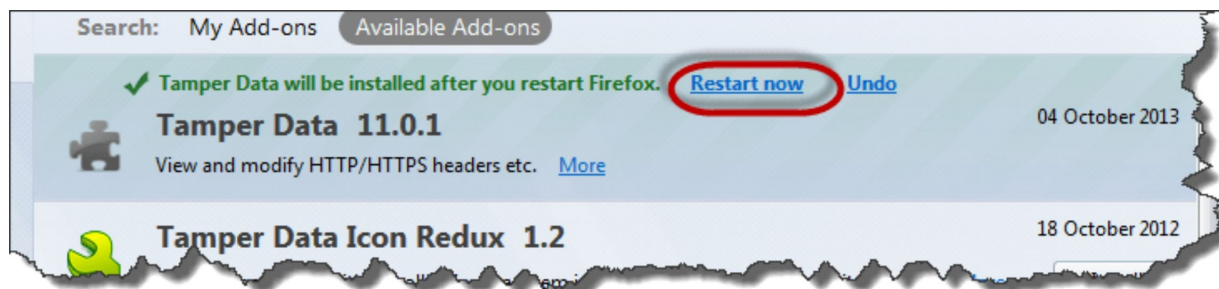 Search: My Add-ons Available Add-ons
Tamper Data will be installed after you restart Firefox. Restart now Undo
Tamper Data 11.0.1 04 October 2013
View and modify HTTP/HTTPS headers etc. More
Tamper Data Icon Redux 1.2 18 October 2012